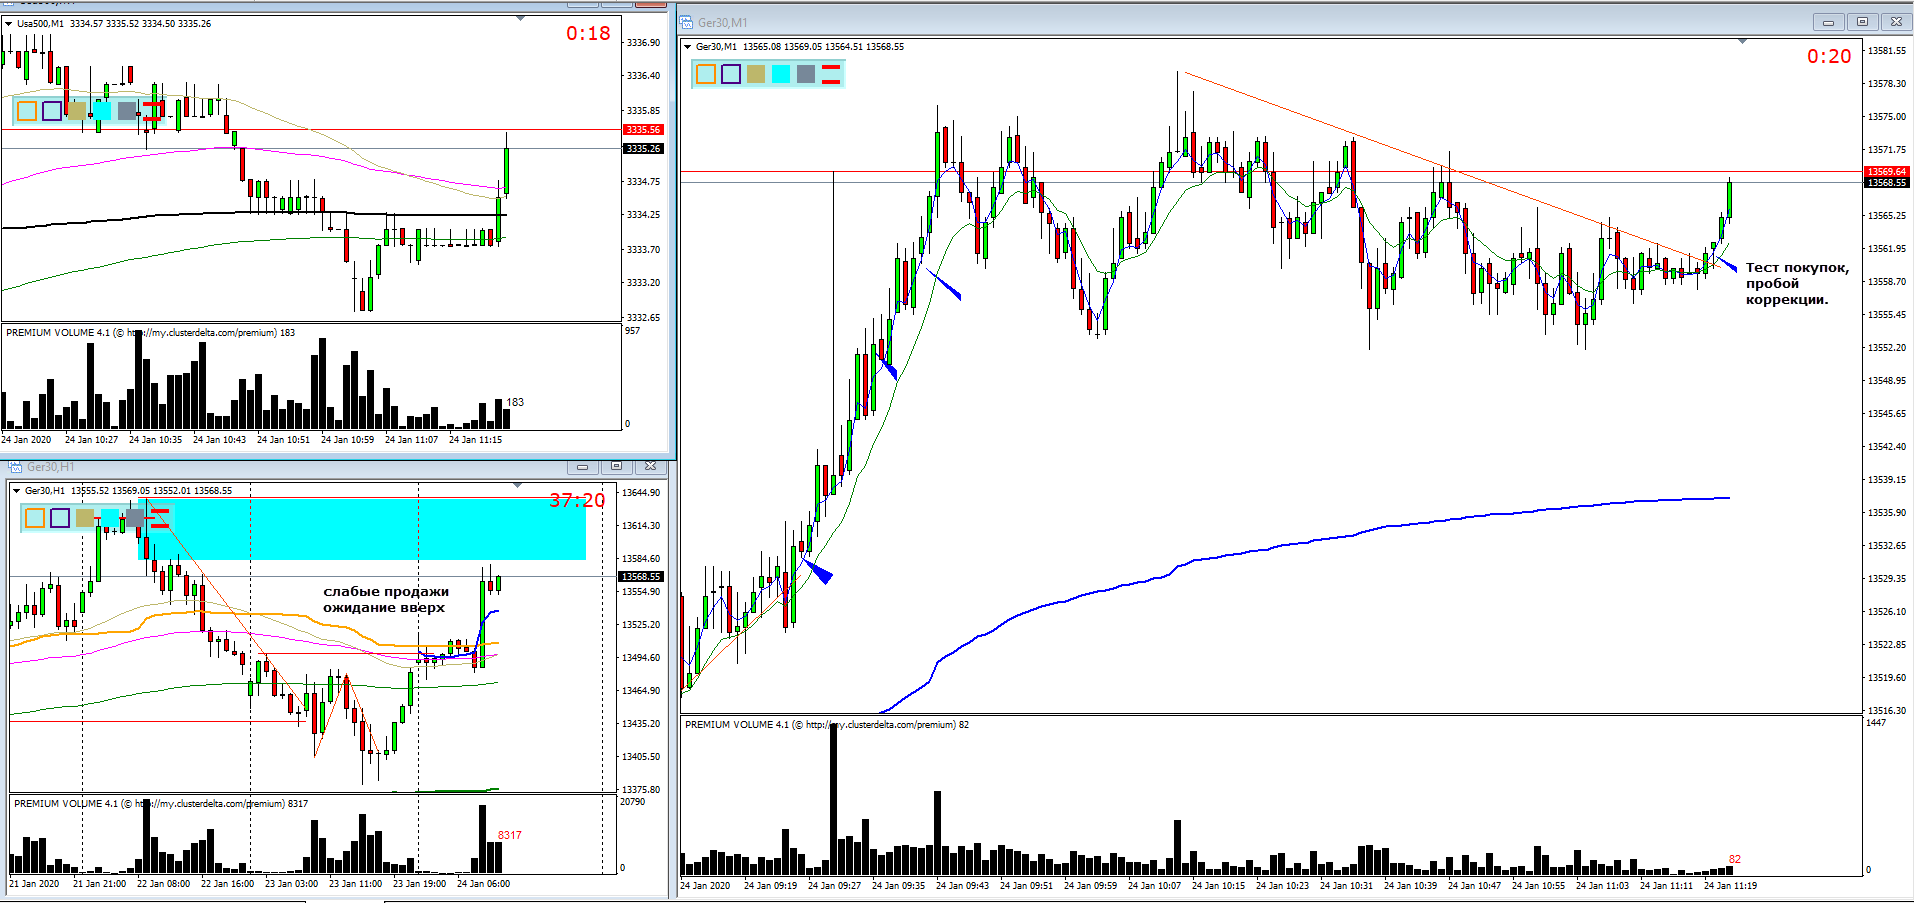 Usa500,M1 3334.57 3335.52 3334.50 3335.26
0:18
3336.90
3336.40
3335.85
3335.56
3335.26
3334.75
3334.25
3333.70
3333.20
3332.65
PREMIUM VOLUME 4.1 (© http://my.clusterdelta.com/premium) 183
957
183
0
24 Jan 2020
24 Jan 10:27
24 Jan 10:35
24 Jan 10:43
24 Jan 10:51
24 Jan 10:59
24 Jan 11:07
24 Jan 11:15
Ger30,H1
Ger30,H1 13555.52 13569.05 13552.01 13568.55
37:20
слабые продажи
ожидание вверх
13644.90
13614.30
13584.60
13568.55
13554.90
13525.20
13494.60
13464.90
13435.20
13405.50
13375.80
PREMIUM VOLUME 4.1 (© http://my.clusterdelta.com/premium) 8317
20790
8317
0
21 Jan 2020
21 Jan 21:00
22 Jan 08:00
22 Jan 16:00
23 Jan 03:00
23 Jan 11:00
23 Jan 19:00
24 Jan 06:00
Ger30,M1
Ger30,M1 13565.08 13569.05 13564.51 13568.55
0:20
Тест покупок,
пробой
коррекции.
13581.55
13578.30
13575.00
13571.75
13569.64
13568.55
13565.25
13561.95
13558.70
13555.45
13552.20
13548.95
13545.65
13542.40
13539.15
13535.90
13532.65
13529.35
13526.10
13522.85
13519.60
13516.30
PREMIUM VOLUME 4.1 (© http://my.clusterdelta.com/premium) 82
1447
82
0
24 Jan 2020
24 Jan 09:19
24 Jan 09:27
24 Jan 09:35
24 Jan 09:43
24 Jan 09:51
24 Jan 09:59
24 Jan 10:07
24 Jan 10:15
24 Jan 10:23
24 Jan 10:31
24 Jan 10:39
24 Jan 10:47
24 Jan 10:55
24 Jan 11:03
24 Jan 11:11
24 Jan 11:19